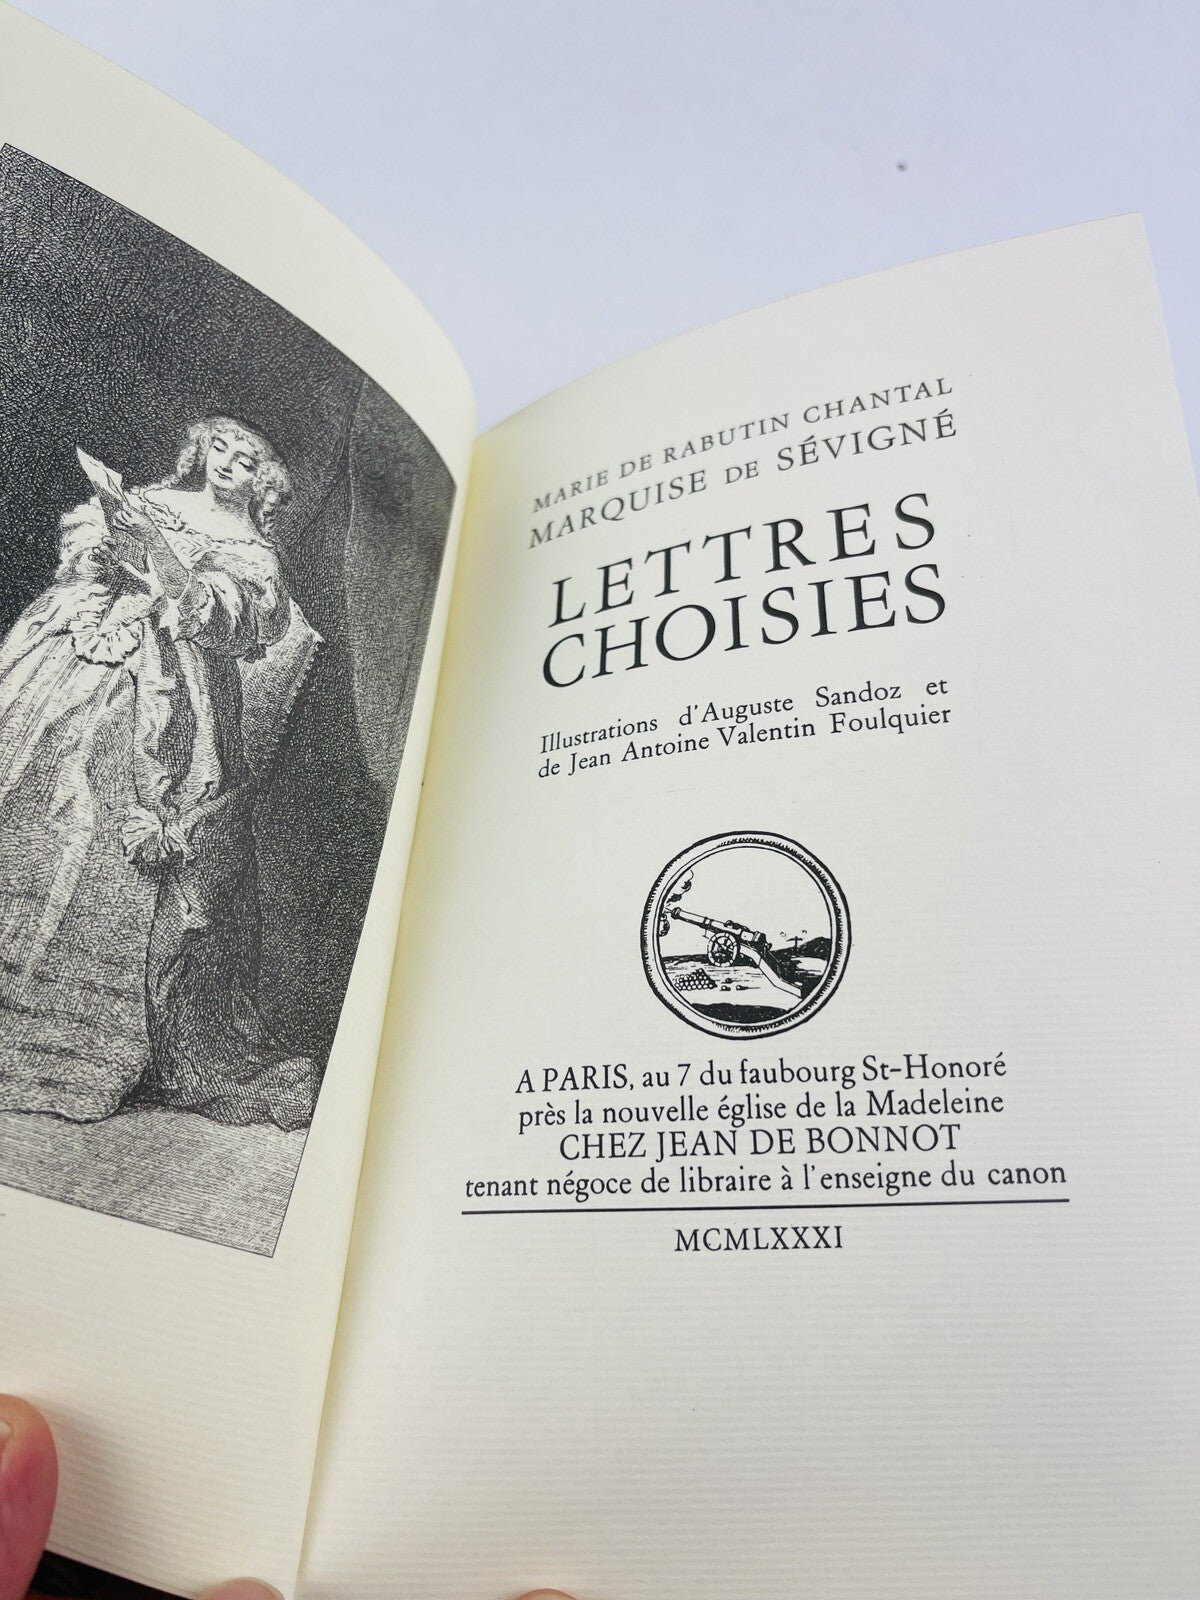 MARIE DE RABUTIN CHANTAL
MARQUISE DE SÉVIGNÉ
LETTRES
CHOISIES
Illustrations d'Auguste Sandoz et
de Jean Antoine Valentin Foulquier
A PARIS, au 7 du faubourg St-Honoré
près la nouvelle église de la Madeleine
CHEZ JEAN DE BONNOT
tenant négoce de libraire à l'enseigne du canon
MCMLXXXI